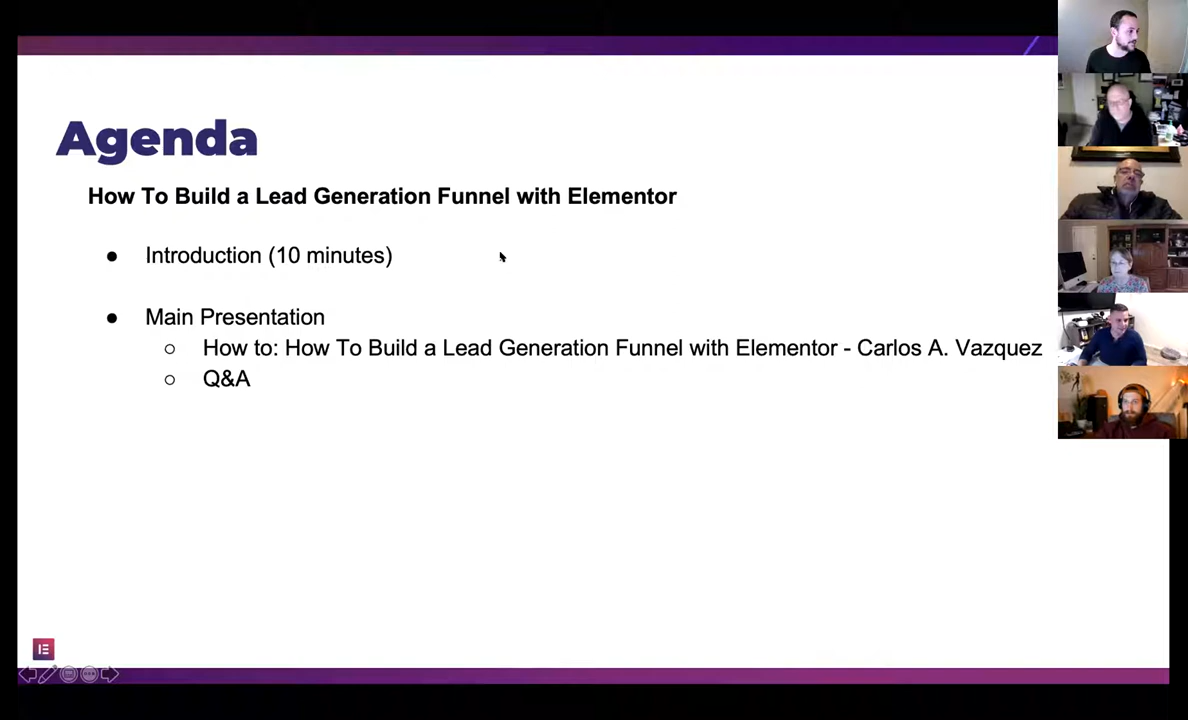 Agenda
How To Build a Lead Generation Funnel with Elementor
● Introduction (10 minutes)
● Main Presentation
○ How to: How To Build a Lead Generation Funnel with Elementor - Carlos A. Vazquez
○ Q&A